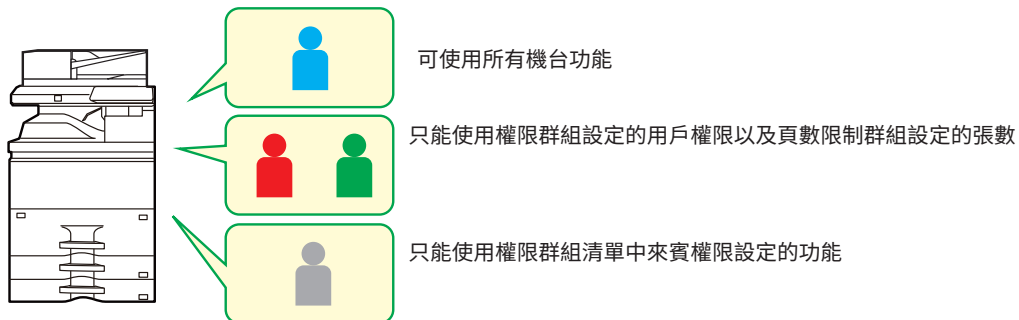 可使用所有機台功能
只能使用權限群組設定的用戶權限以及頁數限制群組設定的張數
只能使用權限群組清單中來賓權限設定的功能